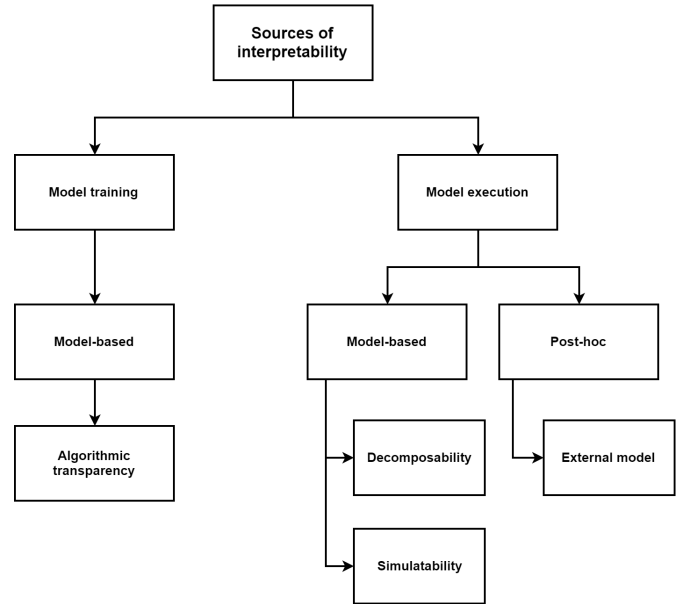 Sources of
interpretability
Model training
Model execution
Model-based
Model-based
Post-hoc
Algorithmic
transparency
Decomposability
External model
Simulatability